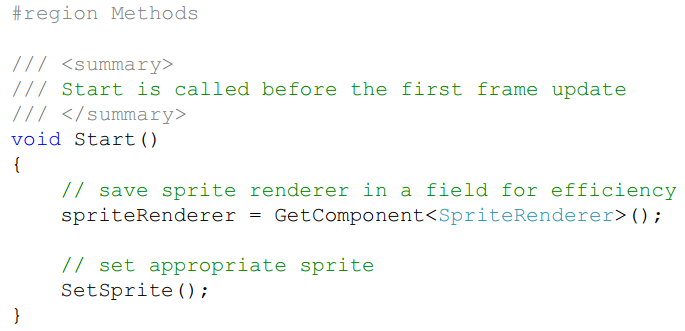 #region Methods
/// <summary>
/// Start is called before the first frame update
/// </summary>
void Start()
{
// save sprite renderer in a field for efficiency
spriteRenderer = GetComponent<SpriteRenderer>();
// set appropriate sprite
SetSprite();
}